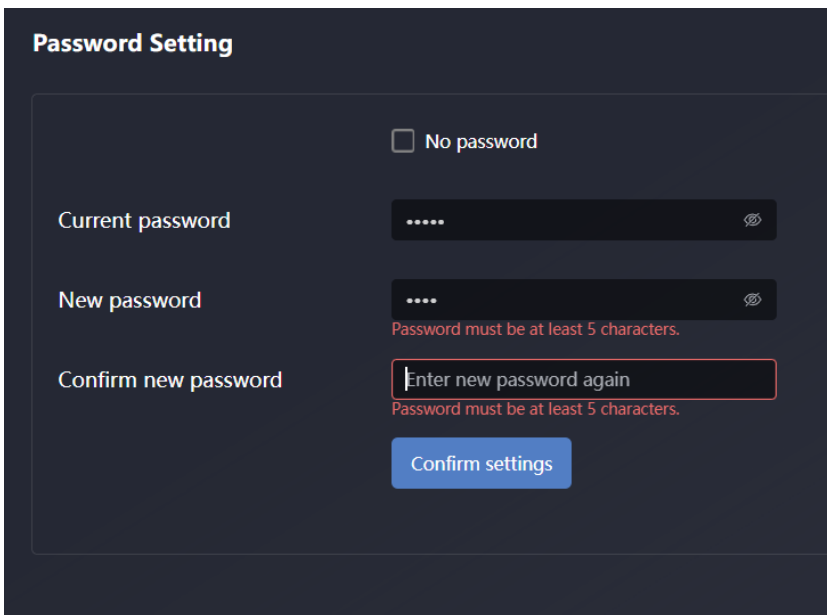 Password Setting
No password
Current password
•••••
New password
••••
Password must be at least 5 characters.
Confirm new password
Enter new password again
Password must be at least 5 characters.
Confirm settings